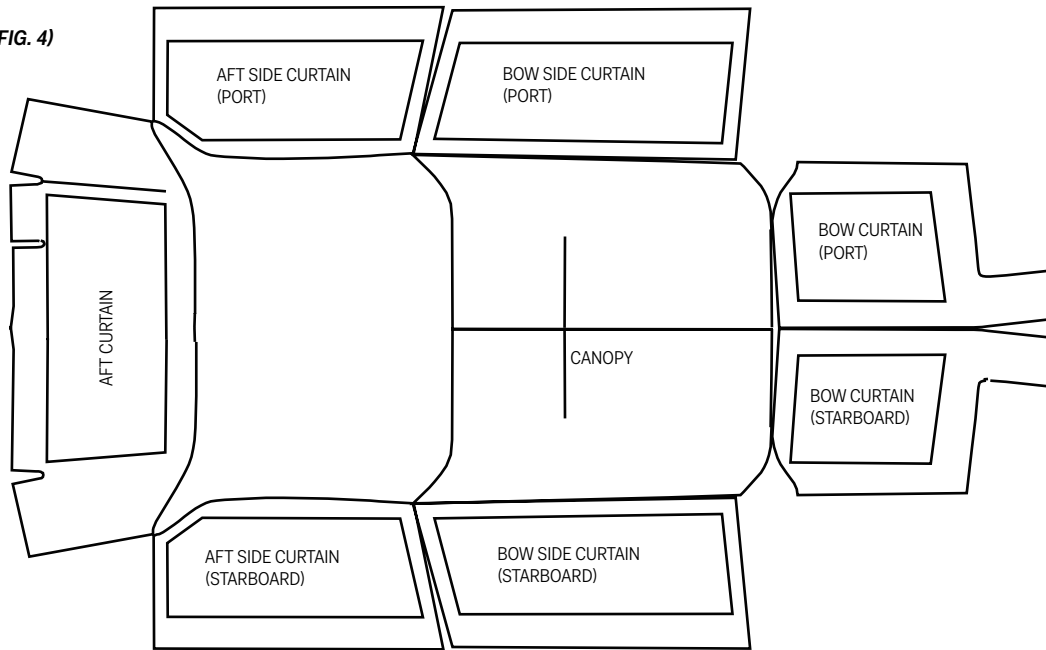 FIG. 4)
AFT SIDE CURTAIN
(PORT)
BOW SIDE CURTAIN
(PORT)
BOW CURTAIN
(PORT)
AFT CURTAIN
CANOPY
BOW CURTAIN
(STARBOARD)
AFT SIDE CURTAIN
(STARBOARD)
BOW SIDE CURTAIN
(STARBOARD)